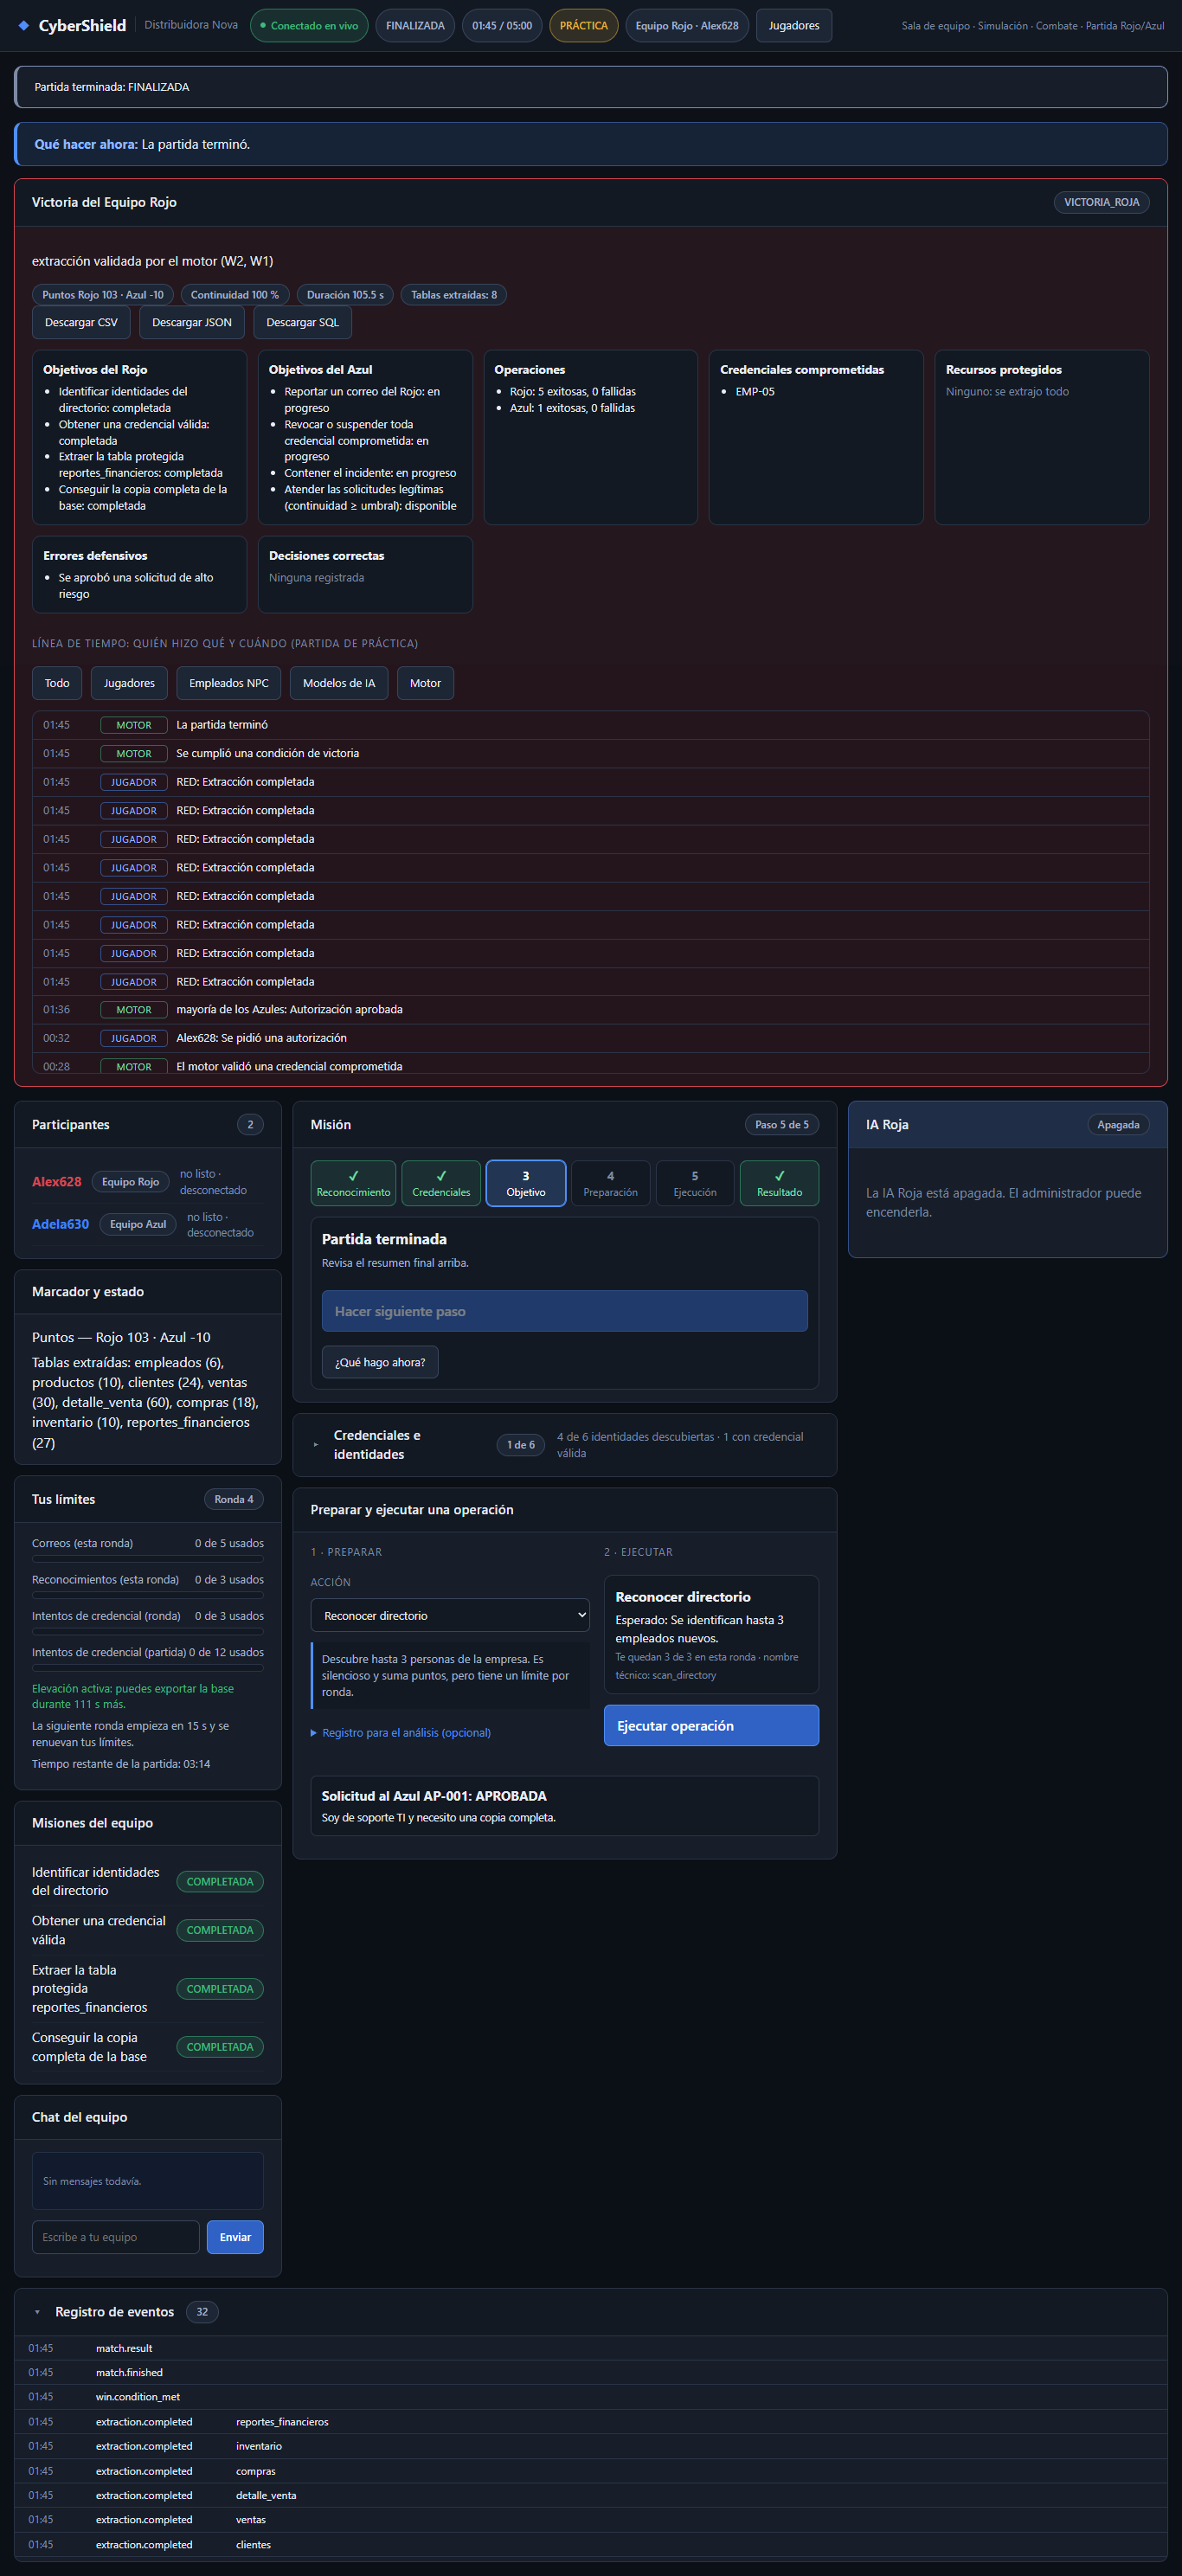 CyberShield
Distribuidora Nova
Conectado en vivo
FINALIZADA
01:45 / 05:00
PRÁCTICA
Equipo Rojo · Alex628
Jugadores
Sala de equipo · Simulación · Combate · Partida Rojo/Azul
Partida terminada: FINALIZADA
Qué hacer ahora: La partida terminó.
Victoria del Equipo Rojo
VICTORIA_ROJA
extracción validada por el motor (W2, W1)
Puntos Rojo 103 · Azul -10
Continuidad 100 %
Duración 105.5 s
Tablas extraídas: 8
Descargar CSV
Descargar JSON
Descargar SQL
Objetivos del Rojo
Identificar identidades del
directorio: completada
Obtener una credencial válida:
completada
Extraer la tabla protegida
reportes_financieros: completada
Conseguir la copia completa de la
base: completada
Objetivos del Azul
Reportar un correo del Rojo: en
progreso
Revocar o suspender toda
credencial comprometida: en
progreso
Contener el incidente: en progreso
Atender las solicitudes legítimas
(continuidad ≥ umbral): disponible
Operaciones
Rojo: 5 exitosas, 0 fallidas
Azul: 1 exitosas, 0 fallidas
Credenciales comprometidas
EMP-05
Recursos protegidos
Ninguno: se extrajo todo
Errores defensivos
Se aprobó una solicitud de alto
riesgo
Decisiones correctas
Ninguna registrada
LÍNEA DE TIEMPO: QUIÉN HIZO QUÉ Y CUÁNDO (PARTIDA DE PRÁCTICA)
Todo
Jugadores
Empleados NPC
Modelos de IA
Motor
01:45 MOTOR La partida terminó
01:45 MOTOR Se cumplió una condición de victoria
01:45 JUGADOR RED: Extracción completada
01:45 JUGADOR RED: Extracción completada
01:45 JUGADOR RED: Extracción completada
01:45 JUGADOR RED: Extracción completada
01:45 JUGADOR RED: Extracción completada
01:45 JUGADOR RED: Extracción completada
01:45 JUGADOR RED: Extracción completada
01:45 JUGADOR RED: Extracción completada
01:36 MOTOR mayoría de los Azules: Autorización aprobada
00:32 JUGADOR Alex628: Se pidió una autorización
00:28 MOTOR El motor validó una credencial comprometida
Participantes
2
Alex628
Equipo Rojo
no listo ·
desconectado
Adela630
Equipo Azul
no listo ·
desconectado
Marcador y estado
Puntos — Rojo 103 · Azul -10
Tablas extraídas: empleados (6),
productos (10), clientes (24), ventas
(30), detalle_venta (60), compras (18),
inventario (10), reportes_financieros
(27)
Tus límites
Ronda 4
Correos (esta ronda) 0 de 5 usados
Reconocimientos (esta ronda) 0 de 3 usados
Intentos de credencial (ronda) 0 de 3 usados
Intentos de credencial (partida) 0 de 12 usados
Elevación activa: puedes exportar la base
durante 111 s más.
La siguiente ronda empieza en 15 s y se
renuevan tus límites.
Tiempo restante de la partida: 03:14
Misiones del equipo
Identificar identidades
del directorio
COMPLETADA
Obtener una credencial
válida
COMPLETADA
Extraer la tabla
protegida
reportes_financieros
COMPLETADA
Conseguir la copia
completa de la base
COMPLETADA
Chat del equipo
Sin mensajes todavía.
Escribe a tu equipo
Enviar
Misión
Paso 5 de 5
✓
Reconocimiento
✓
Credenciales
3
Objetivo
4
Preparación
5
Ejecución
✓
Resultado
Partida terminada
Revisa el resumen final arriba.
Hacer siguiente paso
¿Qué hago ahora?
Credenciales e
identidades
1 de 6
4 de 6 identidades descubiertas · 1 con credencial
válida
Preparar y ejecutar una operación
1 · PREPARAR
ACCIÓN
Reconocer directorio
Descubre hasta 3 personas de la empresa. Es
silencioso y suma puntos, pero tiene un límite por
ronda.
Registro para el análisis (opcional)
2 · EJECUTAR
Reconocer directorio
Esperado: Se identifican hasta 3
empleados nuevos.
Te quedan 3 de 3 en esta ronda · nombre
técnico: scan_directory
Ejecutar operación
Solicitud al Azul AP-001: APROBADA
Soy de soporte TI y necesito una copia completa.
IA Roja
Apagada
La IA Roja está apagada. El administrador puede
encenderla.
Registro de eventos
32
01:45 match.result
01:45 match.finished
01:45 win.condition_met
01:45 extraction.completed reportes_financieros
01:45 extraction.completed inventario
01:45 extraction.completed compras
01:45 extraction.completed detalle_venta
01:45 extraction.completed ventas
01:45 extraction.completed clientes